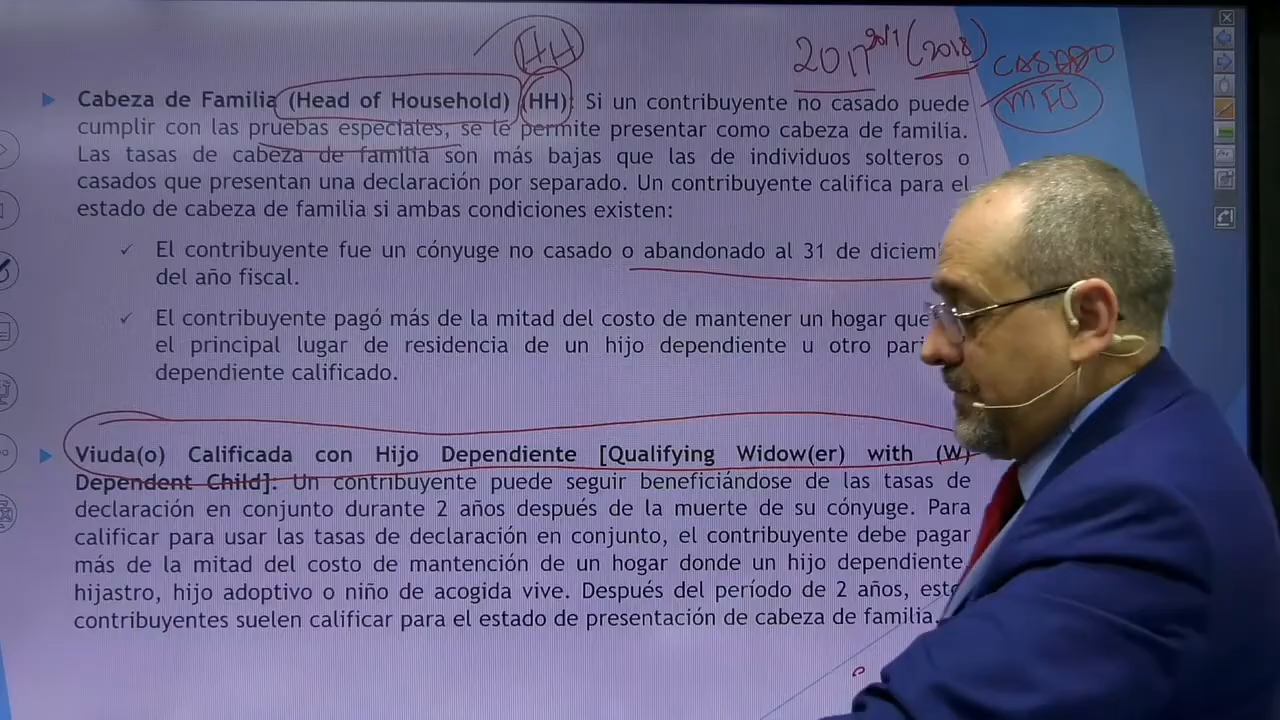 HH
2017 2017 (2018) CASADO
MFJ
Cabeza de Familia (Head of Household) (HH): Si un contribuyente no casado puede
cumplir con las pruebas especiales, se le permite presentar como cabeza de familia.
Las tasas de cabeza de familia son más bajas que las de individuos solteros o
casados que presentan una declaración por separado. Un contribuyente califica para el
estado de cabeza de familia si ambas condiciones existen:
El contribuyente fue un cónyuge no casado o abandonado al 31 de diciem
del año fiscal.
El contribuyente pagó más de la mitad del costo de mantener un hogar que
el principal lugar de residencia de un hijo dependiente u otro pari
dependiente calificado.
Viuda(o) Calificada con Hijo Dependiente [Qualifying Widow(er) with (W)
Dependent Child]: Un contribuyente puede seguir beneficiándose de las tasas de
declaración en conjunto durante 2 años después de la muerte de su cónyuge. Para
calificar para usar las tasas de declaración en conjunto, el contribuyente debe pagar
más de la mitad del costo de mantención de un hogar donde un hijo dependiente,
hijastro, hijo adoptivo o niño de acogida vive. Después del período de 2 años, esto
contribuyentes suelen calificar para el estado de presentación de cabeza de familia.